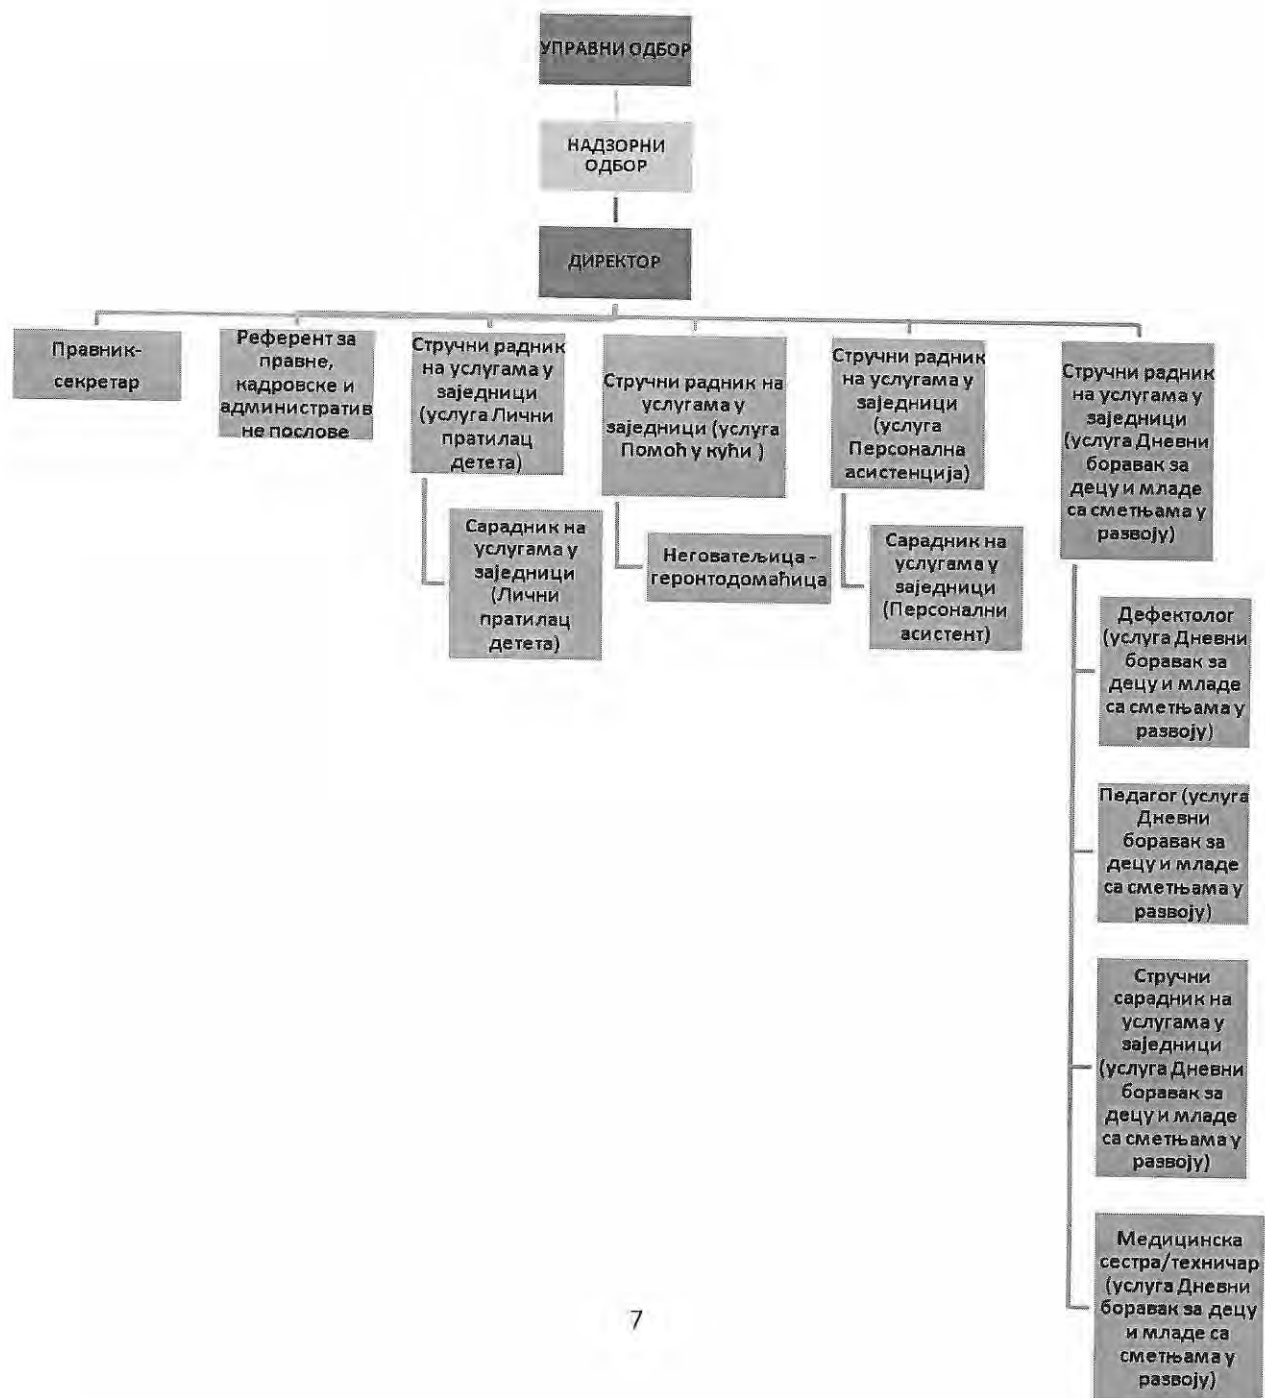 УПРАВНИ ОДБОР
НАДЗОРНИ
ОДБОР
ДИРЕКТОР
Правник-
секретар
Референт за
правне,
кадровске и
административ
не послове
Стручни радник
на услугама у
заједници
(услуга Лични
пратилац
детета)
Стручни радник на
услугама у
заједници (услуга
Помоћ у кући )
Стручни радник
на услугама у
заједници
(услуга
Персонална
асистенција)
Стручни радник
на услугама у
заједници
(услуга Дневни
боравак за
децу и младе
са сметњама у
развоју)
Сарадник на
услугама у
заједници
(Лични
пратилац
детета)
Неговатељица -
геронтодомаћица
Сарадник на
услугама у
заједници
(Персонални
асистент)
Дефектолог
(услуга Дневни
боравак за
децу и младе
са сметњама у
развоју)
Педагог (услуга
Дневни
боравак за
децу и младе
са сметњама у
развоју)
Стручни
сарадник на
услугама у
заједници
(услуга Дневни
боравак за
децу и младе
са сметњама у
развоју)
Медицинска
сестра/техничар
(услуга Дневни
боравак за децу
и младе са
сметњама у
развоју)
7